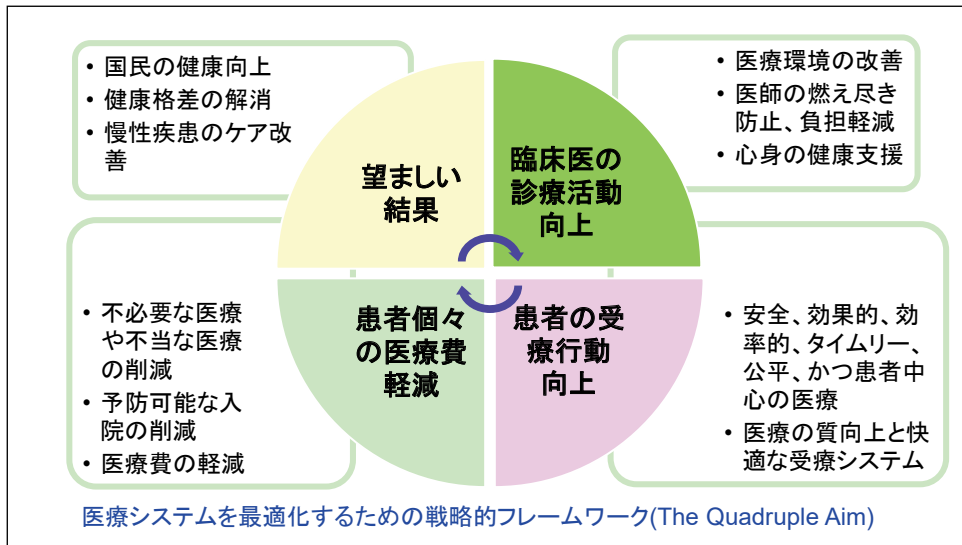 • 国民の健康向上
• 健康格差の解消
• 慢性疾患のケア改
善
望ましい
結果
• 医療環境の改善
• 医師の燃え尽き
防止、負担軽減
• 心身の健康支援
臨床医の
診療活動
向上
• 不必要な医療
や不当な医療
の削減
• 予防可能な入
院の削減
• 医療費の軽減
患者個々
の医療費
軽減
患者の受
療行動
向上
• 安全、効果的、効
率的、タイムリー、
公平、かつ患者中
心の医療
• 医療の質向上と快
適な受療システム
医療システムを最適化するための戦略的フレームワーク(The Quadruple Aim)